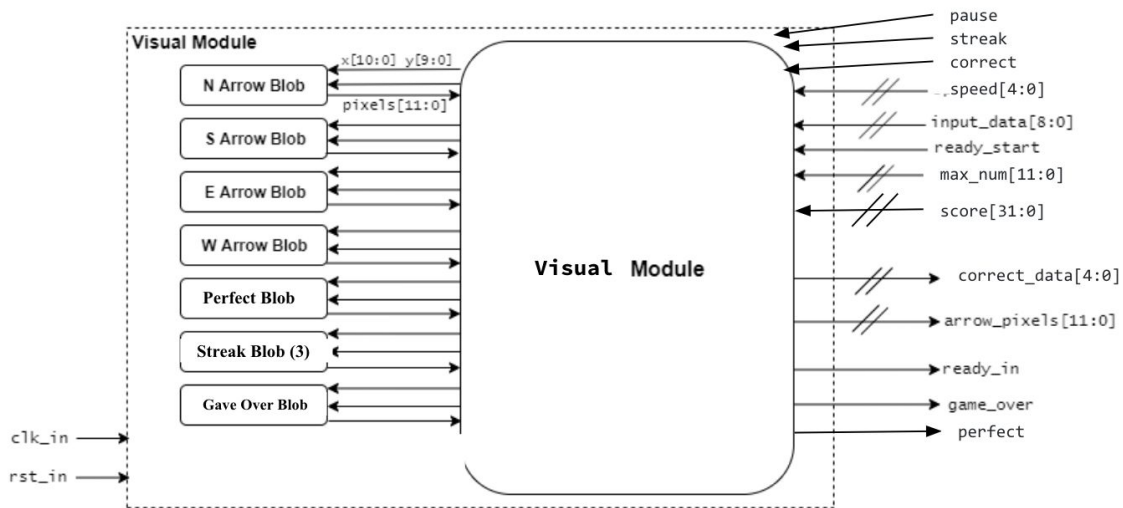 Visual Module
N Arrow Blob
x[10:0] y[9:0]
pixels[11:0]
S Arrow Blob
E Arrow Blob
W Arrow Blob
Perfect Blob
Streak Blob (3)
Gave Over Blob
clk_in
rst_in
Visual Module
pause
streak
correct
speed[4:0]
input_data[8:0]
ready_start
max_num[11:0]
score[31:0]
correct_data[4:0]
arrow_pixels[11:0]
ready_in
game_over
perfect